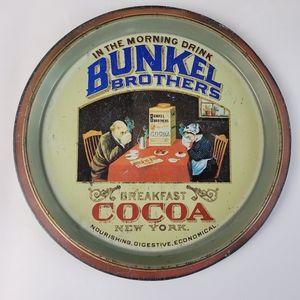 IN THE MORNING DRINK
BUNKEL
BROTHERS
BUNKEL
BROTHERS
COCOA
BREAKFAST
COCOA
NEW YORK.
NOURISHING, DIGESTIVE, ECONOMICAL